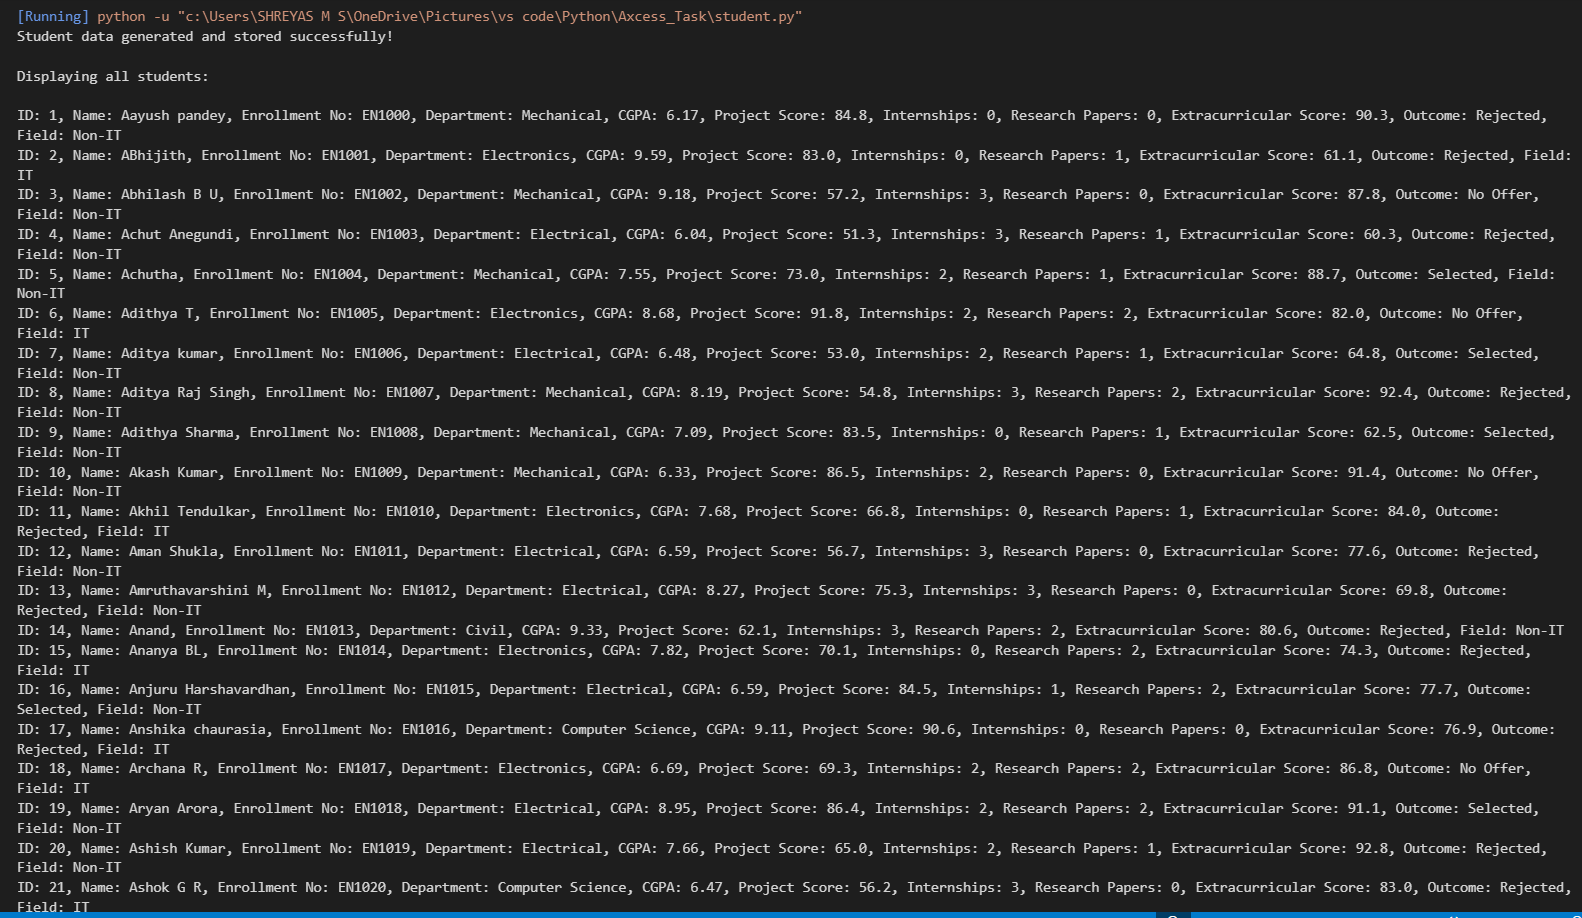 [Running] python -u "c:\Users\SHREYAS M S\OneDrive\Pictures\vs code\Python\Axcess_Task\student.py"
Student data generated and stored successfully!
Displaying all students:
ID: 1, Name: Aayush pandey, Enrollment No: EN1000, Department: Mechanical, CGPA: 6.17, Project Score: 84.8, Internships: 0, Research Papers: 0, Extracurricular Score: 90.3, Outcome: Rejected,
Field: Non-IT
ID: 2, Name: ABhijith, Enrollment No: EN1001, Department: Electronics, CGPA: 9.59, Project Score: 83.0, Internships: 0, Research Papers: 1, Extracurricular Score: 61.1, Outcome: Rejected, Field:
IT
ID: 3, Name: Abhilash B U, Enrollment No: EN1002, Department: Mechanical, CGPA: 9.18, Project Score: 57.2, Internships: 3, Research Papers: 0, Extracurricular Score: 87.8, Outcome: No Offer,
Field: Non-IT
ID: 4, Name: Achut Anegundi, Enrollment No: EN1003, Department: Electrical, CGPA: 6.04, Project Score: 51.3, Internships: 3, Research Papers: 1, Extracurricular Score: 60.3, Outcome: Rejected,
Field: Non-IT
ID: 5, Name: Achutha, Enrollment No: EN1004, Department: Mechanical, CGPA: 7.55, Project Score: 73.0, Internships: 2, Research Papers: 1, Extracurricular Score: 88.7, Outcome: Selected, Field:
Non-IT
ID: 6, Name: Adithya T, Enrollment No: EN1005, Department: Electronics, CGPA: 8.68, Project Score: 91.8, Internships: 2, Research Papers: 2, Extracurricular Score: 82.0, Outcome: No Offer,
Field: IT
ID: 7, Name: Aditya kumar, Enrollment No: EN1006, Department: Electrical, CGPA: 6.48, Project Score: 53.0, Internships: 2, Research Papers: 1, Extracurricular Score: 64.8, Outcome: Selected,
Field: Non-IT
ID: 8, Name: Aditya Raj Singh, Enrollment No: EN1007, Department: Mechanical, CGPA: 8.19, Project Score: 54.8, Internships: 3, Research Papers: 2, Extracurricular Score: 92.4, Outcome: Rejected,
Field: Non-IT
ID: 9, Name: Adithya Sharma, Enrollment No: EN1008, Department: Mechanical, CGPA: 7.09, Project Score: 83.5, Internships: 0, Research Papers: 1, Extracurricular Score: 62.5, Outcome: Selected,
Field: Non-IT
ID: 10, Name: Akash Kumar, Enrollment No: EN1009, Department: Mechanical, CGPA: 6.33, Project Score: 86.5, Internships: 2, Research Papers: 0, Extracurricular Score: 91.4, Outcome: No Offer,
Field: Non-IT
ID: 11, Name: Akhil Tendulkar, Enrollment No: EN1010, Department: Electronics, CGPA: 7.68, Project Score: 66.8, Internships: 0, Research Papers: 1, Extracurricular Score: 84.0, Outcome:
Rejected, Field: IT
ID: 12, Name: Aman Shukla, Enrollment No: EN1011, Department: Electrical, CGPA: 6.59, Project Score: 56.7, Internships: 3, Research Papers: 0, Extracurricular Score: 77.6, Outcome: Rejected,
Field: Non-IT
ID: 13, Name: Amruthavarshini M, Enrollment No: EN1012, Department: Electrical, CGPA: 8.27, Project Score: 75.3, Internships: 3, Research Papers: 0, Extracurricular Score: 69.8, Outcome:
Rejected, Field: Non-IT
ID: 14, Name: Anand, Enrollment No: EN1013, Department: Civil, CGPA: 9.33, Project Score: 62.1, Internships: 3, Research Papers: 2, Extracurricular Score: 80.6, Outcome: Rejected, Field: Non-IT
ID: 15, Name: Ananya BL, Enrollment No: EN1014, Department: Electronics, CGPA: 7.82, Project Score: 70.1, Internships: 0, Research Papers: 2, Extracurricular Score: 74.3, Outcome: Rejected,
Field: IT
ID: 16, Name: Anjuru Harshavardhan, Enrollment No: EN1015, Department: Electrical, CGPA: 6.59, Project Score: 84.5, Internships: 1, Research Papers: 2, Extracurricular Score: 77.7, Outcome:
Selected, Field: Non-IT
ID: 17, Name: Anshika chaurasia, Enrollment No: EN1016, Department: Computer Science, CGPA: 9.11, Project Score: 90.6, Internships: 0, Research Papers: 0, Extracurricular Score: 76.9, Outcome:
Rejected, Field: IT
ID: 18, Name: Archana R, Enrollment No: EN1017, Department: Electronics, CGPA: 6.69, Project Score: 69.3, Internships: 2, Research Papers: 2, Extracurricular Score: 86.8, Outcome: No Offer,
Field: IT
ID: 19, Name: Aryan Arora, Enrollment No: EN1018, Department: Electrical, CGPA: 8.95, Project Score: 86.4, Internships: 2, Research Papers: 2, Extracurricular Score: 91.1, Outcome: Selected,
Field: Non-IT
ID: 20, Name: Ashish Kumar, Enrollment No: EN1019, Department: Electrical, CGPA: 7.66, Project Score: 65.0, Internships: 2, Research Papers: 1, Extracurricular Score: 92.8, Outcome: Rejected,
Field: Non-IT
ID: 21, Name: Ashok G R, Enrollment No: EN1020, Department: Computer Science, CGPA: 6.47, Project Score: 56.2, Internships: 3, Research Papers: 0, Extracurricular Score: 83.0, Outcome: Rejected,
Field: IT